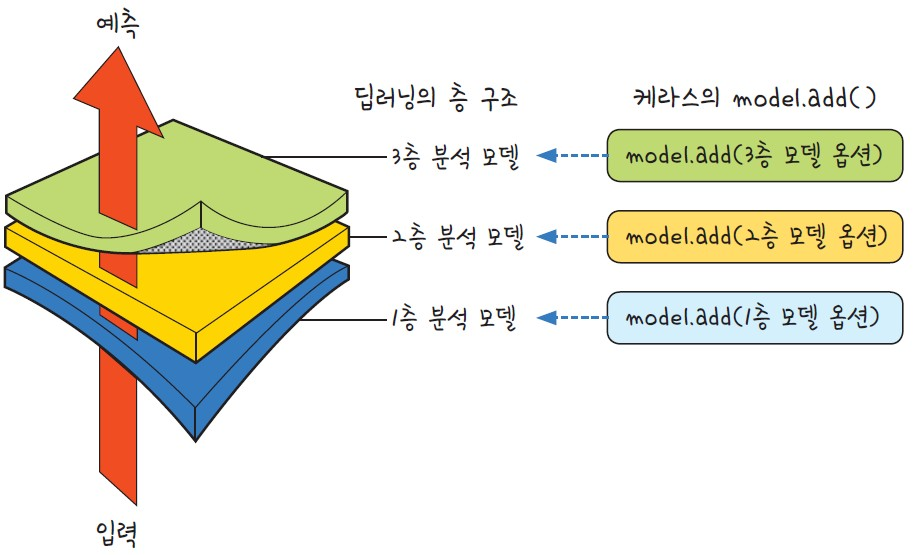 예측
딥러닝의 층 구조
케라스의 model.add()
3층 분석 모델
model.add(3층 모델 옵션)
2층 분석 모델
model.add(2층 모델 옵션)
1층 분석 모델
model.add(1층 모델 옵션)
입력